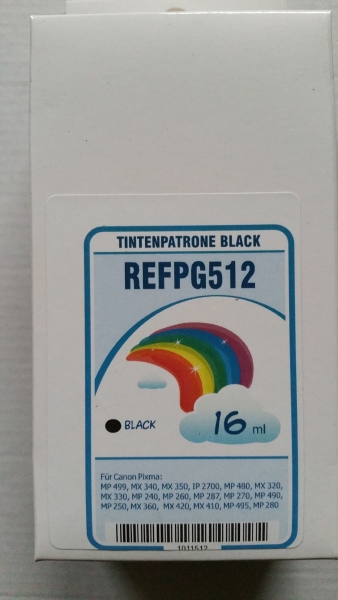 TINTENPATRONE BLACK
REFPG512
BLACK
16 ml
Für Canon Pixma:
MP 499, MX 340, MX 350, IP 2700, MP 480, MX 320,
MX 330, MP 240, MP 260, MP 287, MP 270, MP 490,
MP 250, MX 360, MX 420, MX 410, MP 495, MP 280
1011512